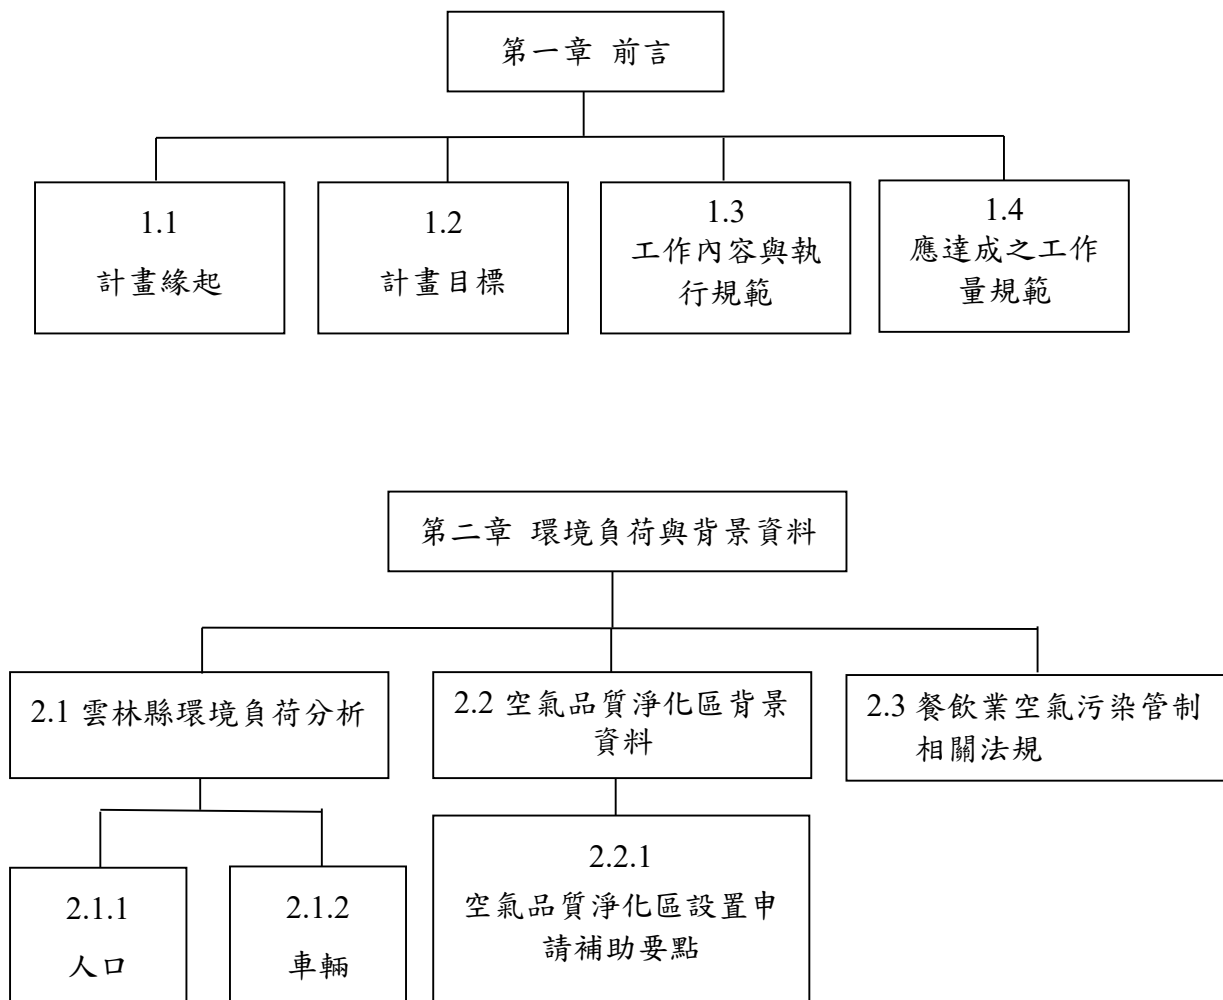 第一章 前言
1.1
計畫緣起
1.2
計畫目標
1.3
工作內容與執
行規範
1.4
應達成之工作
量規範
第二章 環境負荷與背景資料
2.1 雲林縣環境負荷分析
2.2 空氣品質淨化區背景
資料
2.3 餐飲業空氣污染管制
相關法規
2.1.1
人口
2.1.2
車輛
2.2.1
空氣品質淨化區設置申
請補助要點